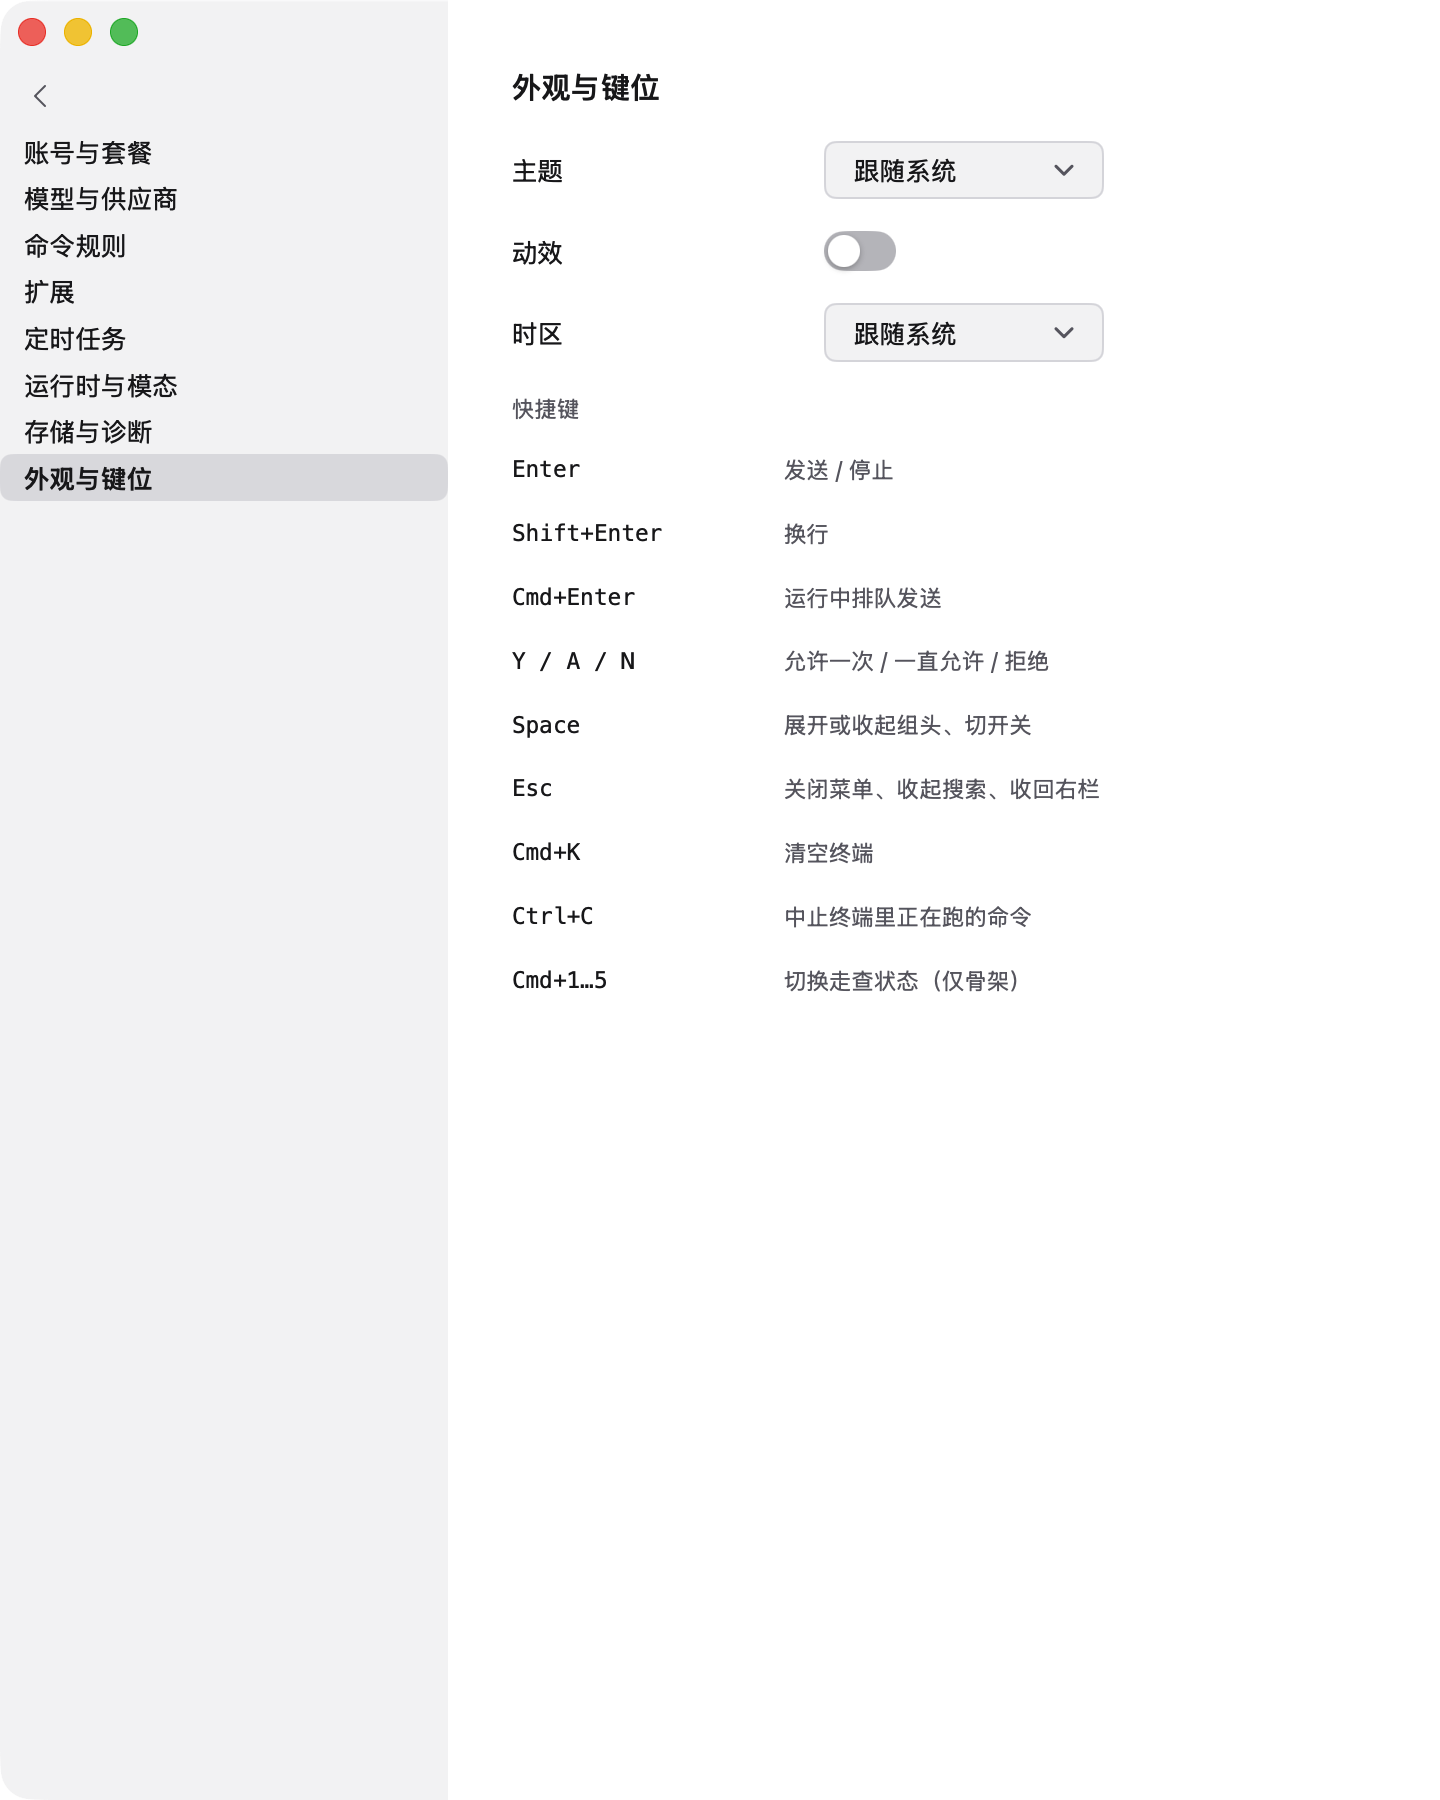 账号与套餐
模型与供应商
命令规则
扩展
定时任务
运行时与模态
存储与诊断
外观与键位
外观与键位
主题 跟随系统
动效
时区 跟随系统
快捷键
Enter 发送 / 停止
Shift+Enter 换行
Cmd+Enter 运行中排队发送
Y / A / N 允许一次 / 一直允许 / 拒绝
Space 展开或收起组头、切开关
Esc 关闭菜单、收起搜索、收回右栏
Cmd+K 清空终端
Ctrl+C 中止终端里正在跑的命令
Cmd+1…5 切换走查状态（仅骨架）